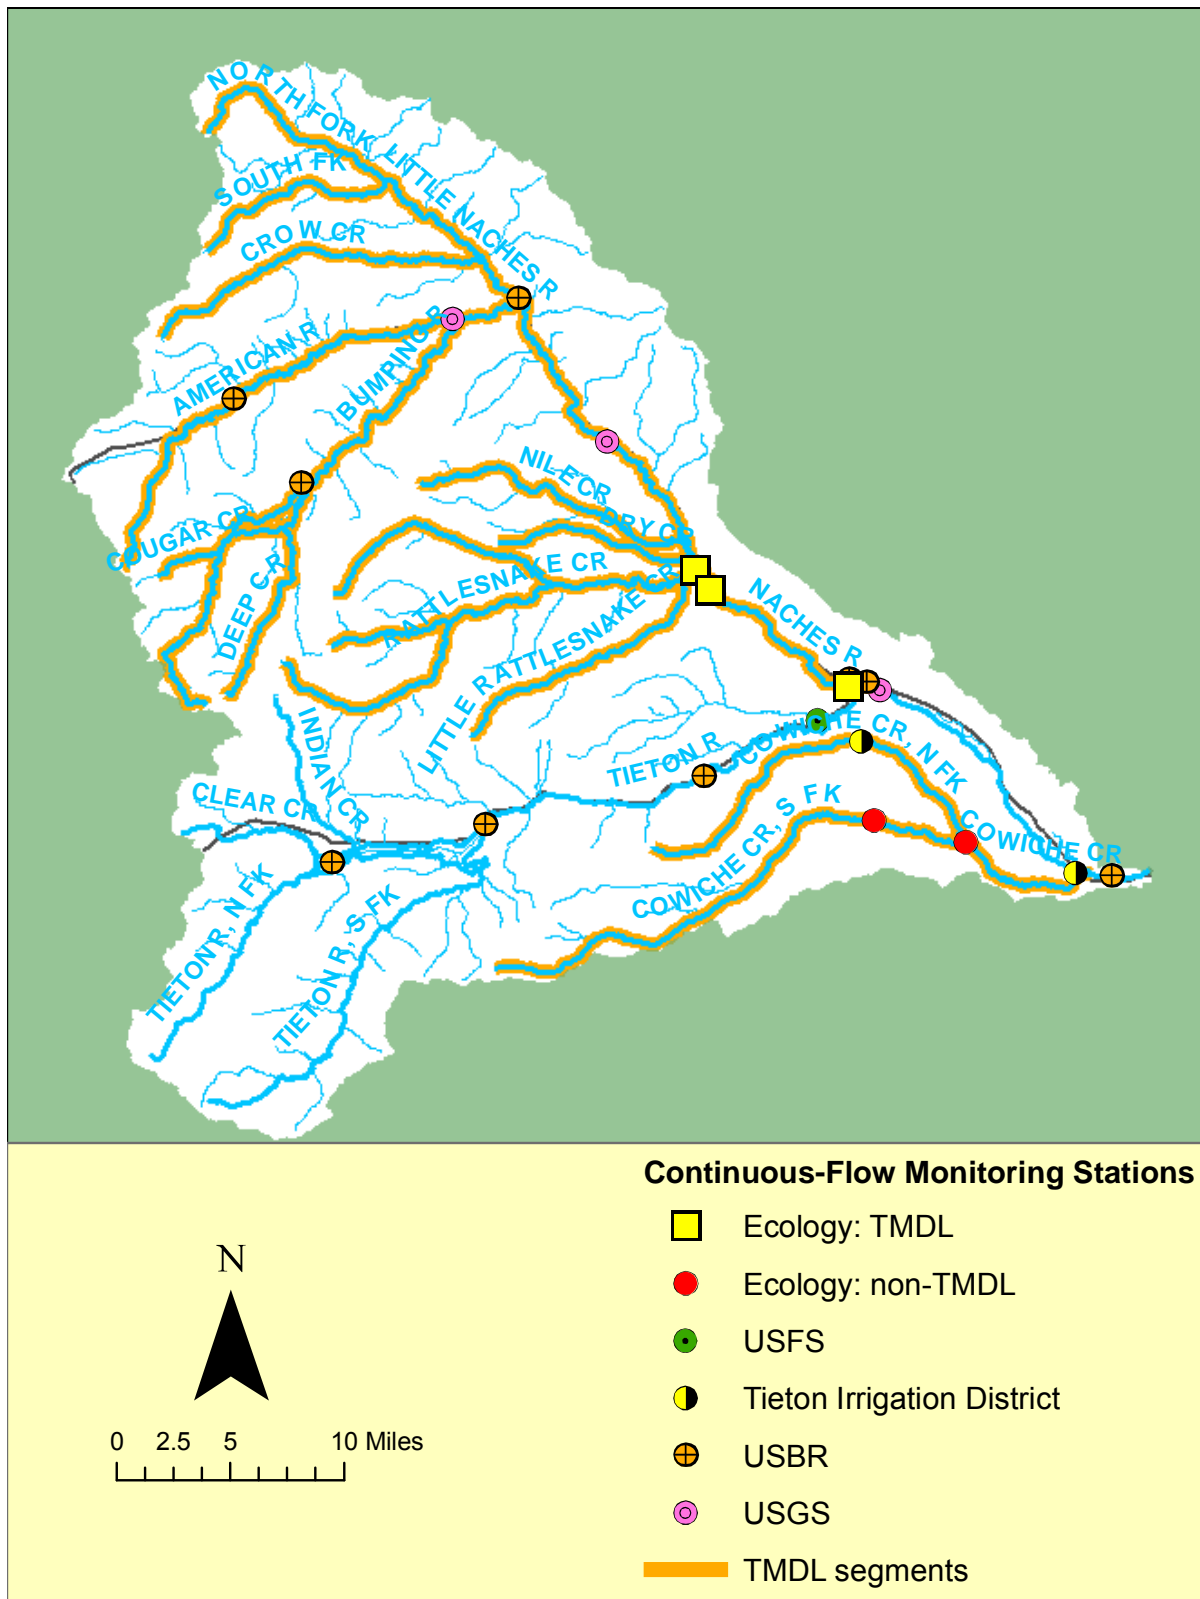 NORTH FORK LITTLE NACHES R
SOUTH FK
CROW CR
AMERICAN R
BUMPING R
NILE CR
DRY CR
COUGAR CR
DEEP CR
RATTLESNAKE CR
LITTLE RATTLESNAKE CR
NACHES R
INDIAN CR
TIETON R
COWICHE CR, N FK
CLEAR CR
COWICHE CR, S FK
COWICHE CR
TIETON R, N FK
TIETON R, S FK
Continuous-Flow Monitoring Stations
Ecology: TMDL
Ecology: non-TMDL
USFS
Tieton Irrigation District
USBR
USGS
TMDL segments
N
0 2.5 5 10 Miles